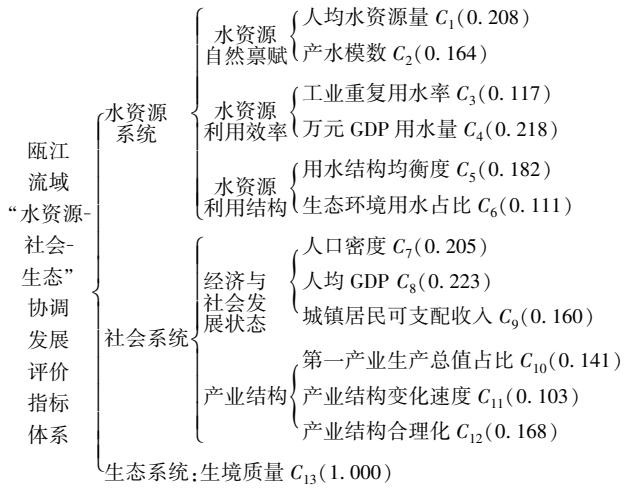 瓯江
流域
“水资源-
社会-
生态”
协调
发展
评价
指标
体系
水资源
系统
水资源
自然禀赋
人均水资源量 C1(0.208)
产水模数 C2(0.164)
水资源
利用效率
工业重复用水率 C3(0.117)
万元 GDP 用水量 C4(0.218)
水资源
利用结构
用水结构均衡度 C5(0.182)
生态环境用水占比 C6(0.111)
社会系统
经济与
社会发
展状态
人口密度 C7(0.205)
人均 GDP C8(0.223)
城镇居民可支配收入 C9(0.160)
产业结构
第一产业生产总值占比 C10(0.141)
产业结构变化速度 C11(0.103)
产业结构合理化 C12(0.168)
生态系统:生境质量 C13(1.000)